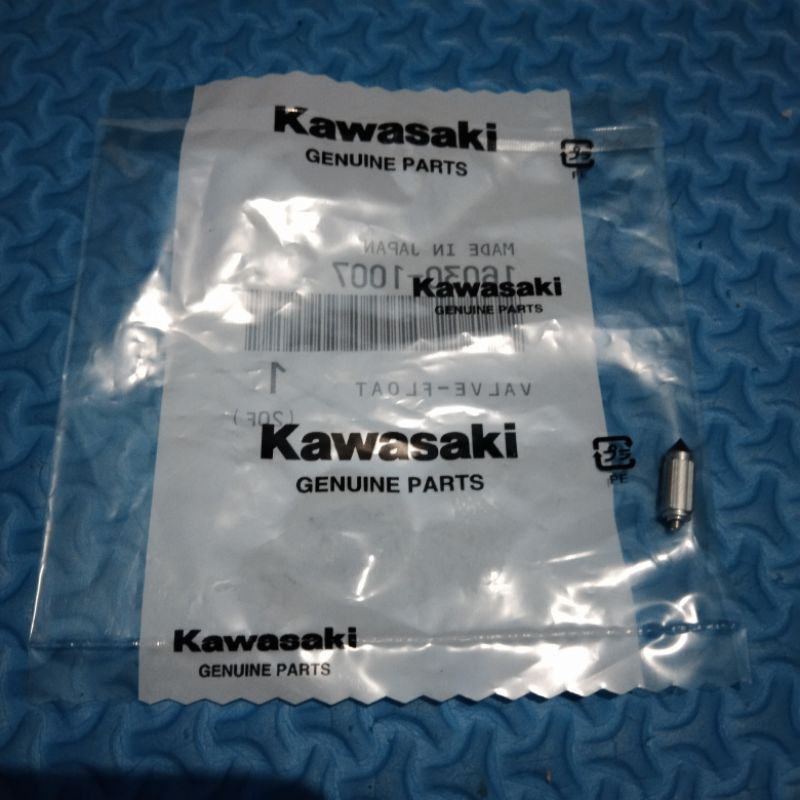 Kawasaki
GENUINE PARTS
PE
MADE IN JAPAN
16030-1007
Kawasaki
GENUINE PARTS
VALVE-FLOAT 1
(20F)
Kawasaki
GENUINE PARTS
PE
Kawasaki
GENUINE PARTS